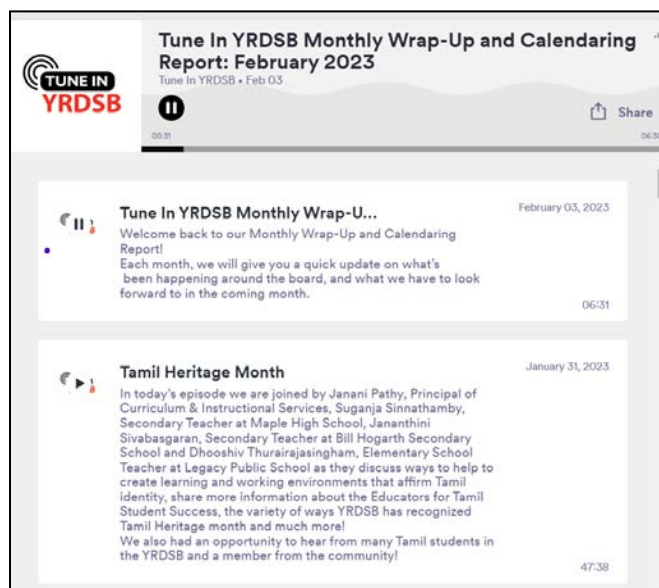 TUNE IN
YRDSB
Tune In YRDSB Monthly Wrap-Up and Calendaring
Report: February 2023
Tune In YRDSB • Feb 03
Share
00:31
Tune In YRDSB Monthly Wrap-U...
February 03, 2023
Welcome back to our Monthly Wrap-Up and Calendaring
Report!
Each month, we will give you a quick update on what's
been happening around the board, and what we have to look
forward to in the coming month.
06:31
Tamil Heritage Month
January 31, 2023
In today's episode we are joined by Janani Pathy, Principal of
Curriculum & Instructional Services, Suganja Sinnathamby,
Secondary Teacher at Maple High School, Jananthini
Sivabasgaran, Secondary Teacher at Bill Hogarth Secondary
School and Dhooshiv Thurairajasingham, Elementary School
Teacher at Legacy Public School as they discuss ways to help to
create learning and working environments that affirm Tamil
identity, share more information about the Educators for Tamil
Student Success, the variety of ways YRDSB has recognized
Tamil Heritage month and much more!
We also had an opportunity to hear from many Tamil students in
the YRDSB and a member from the community!
47:38